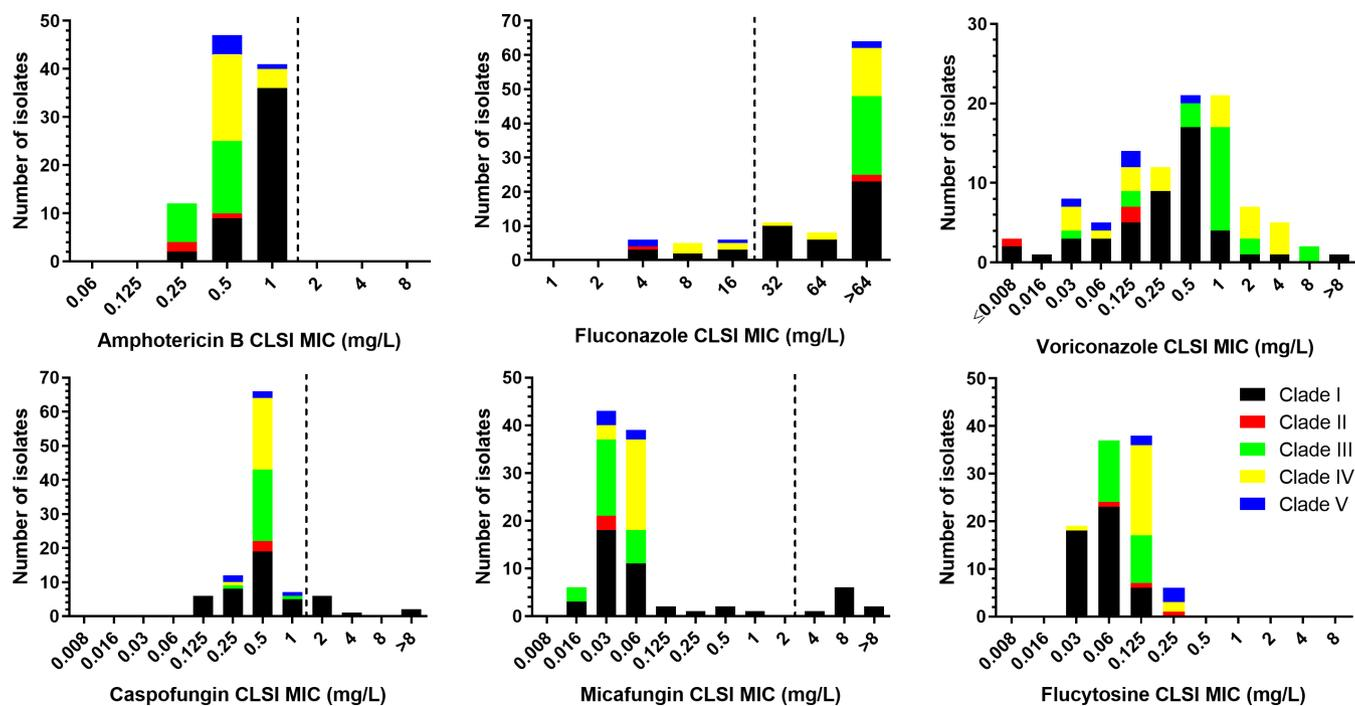 Number of isolates
50
40
30
20
10
0
0.06 0.125 0.25 0.5 1 2 4 8
Amphotericin B CLSI MIC (mg/L)
Number of isolates
70
60
50
40
30
20
10
0
1 2 4 8 16 32 64 >64
Fluconazole CLSI MIC (mg/L)
Number of isolates
30
20
10
0
≤0.008 0.016 0.03 0.06 0.125 0.25 0.5 1 2 4 8 >8
Voriconazole CLSI MIC (mg/L)
Number of isolates
70
60
50
40
30
20
10
0
0.008 0.016 0.03 0.06 0.125 0.25 0.5 1 2 4 8 >8
Caspofungin CLSI MIC (mg/L)
Number of isolates
50
40
30
20
10
0
0.008 0.016 0.03 0.06 0.125 0.25 0.5 1 2 4 8 >8
Micafungin CLSI MIC (mg/L)
Number of isolates
50
40
30
20
10
0
0.008 0.016 0.03 0.06 0.125 0.25 0.5 1 2 4 8
Flucytosine CLSI MIC (mg/L)
Clade I
Clade II
Clade III
Clade IV
Clade V